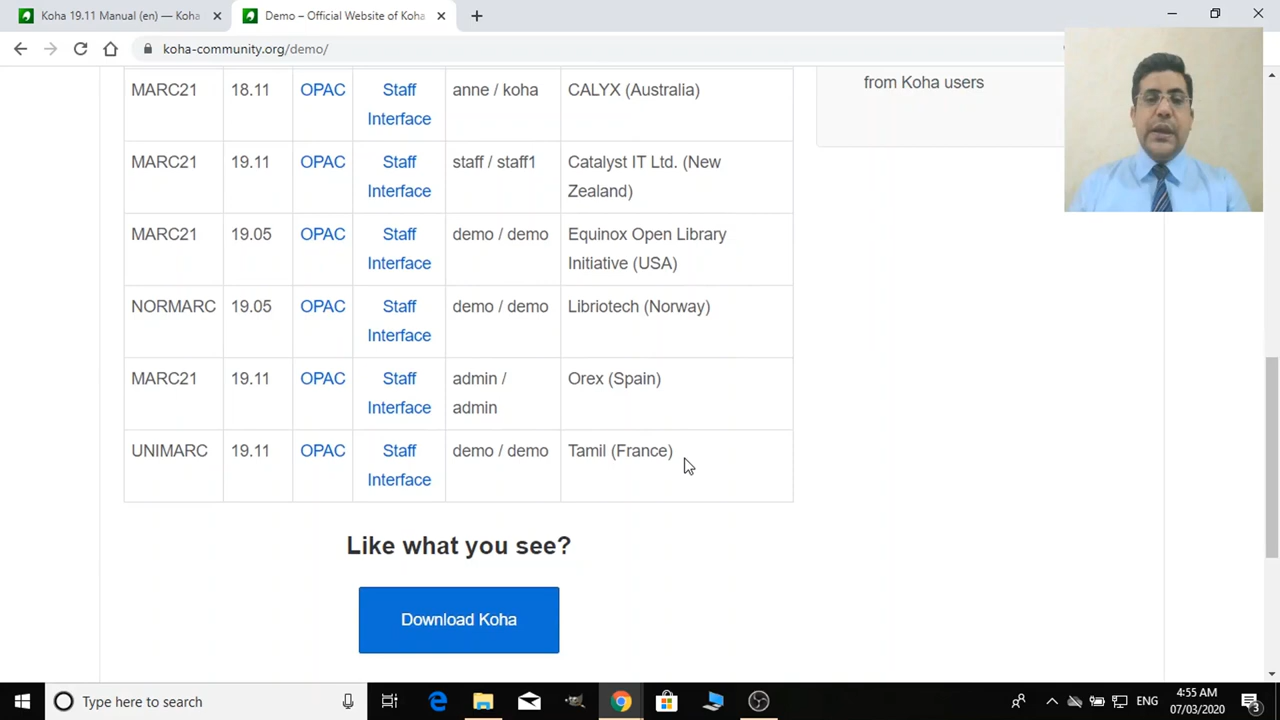 Koha 19.11 Manual (en) — Koha
Demo – Official Website of Koha
koha-community.org/demo/
MARC21 18.11 OPAC Staff Interface anne / koha CALYX (Australia)
MARC21 19.11 OPAC Staff Interface staff / staff1 Catalyst IT Ltd. (New Zealand)
MARC21 19.05 OPAC Staff Interface demo / demo Equinox Open Library Initiative (USA)
NORMARC 19.05 OPAC Staff Interface demo / demo Libriotech (Norway)
MARC21 19.11 OPAC Staff Interface admin / admin Orex (Spain)
UNIMARC 19.11 OPAC Staff Interface demo / demo Tamil (France)
from Koha users
Like what you see?
Download Koha
Type here to search
ENG
4:55 AM
07/03/2020
3